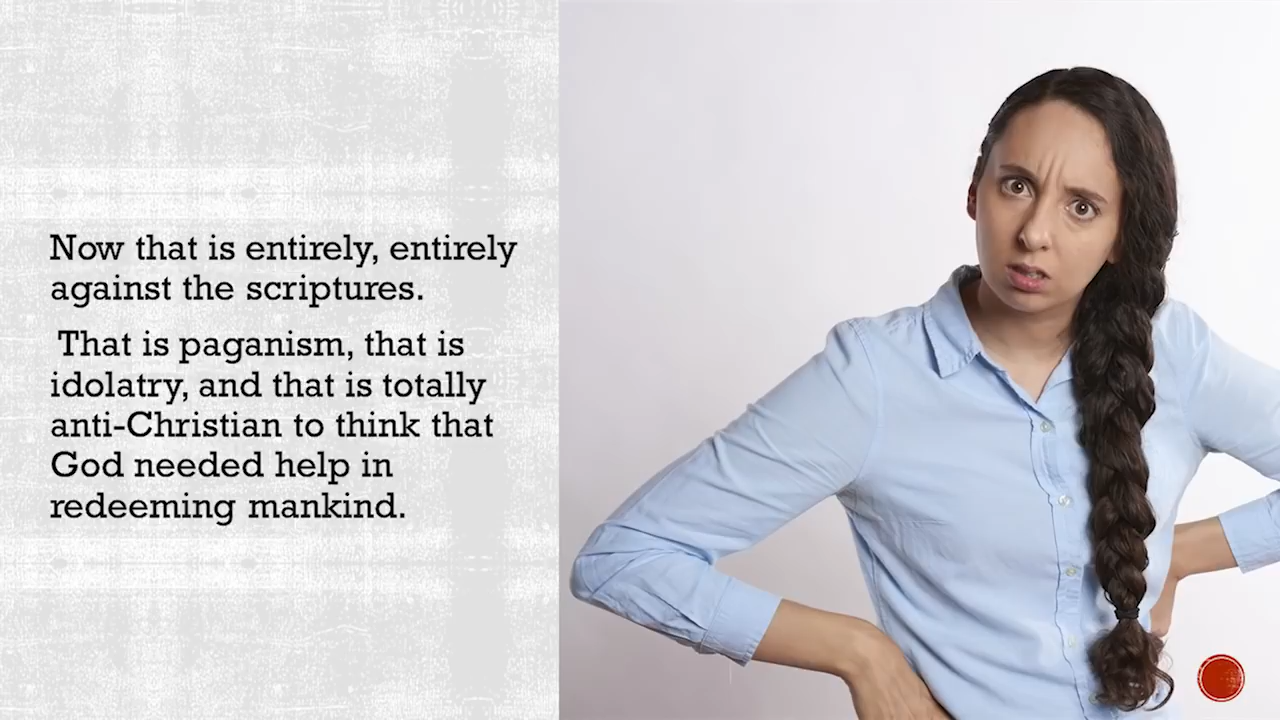 Now that is entirely, entirely
against the scriptures.
That is paganism, that is
idolatry, and that is totally
anti-Christian to think that
God needed help in
redeeming mankind.